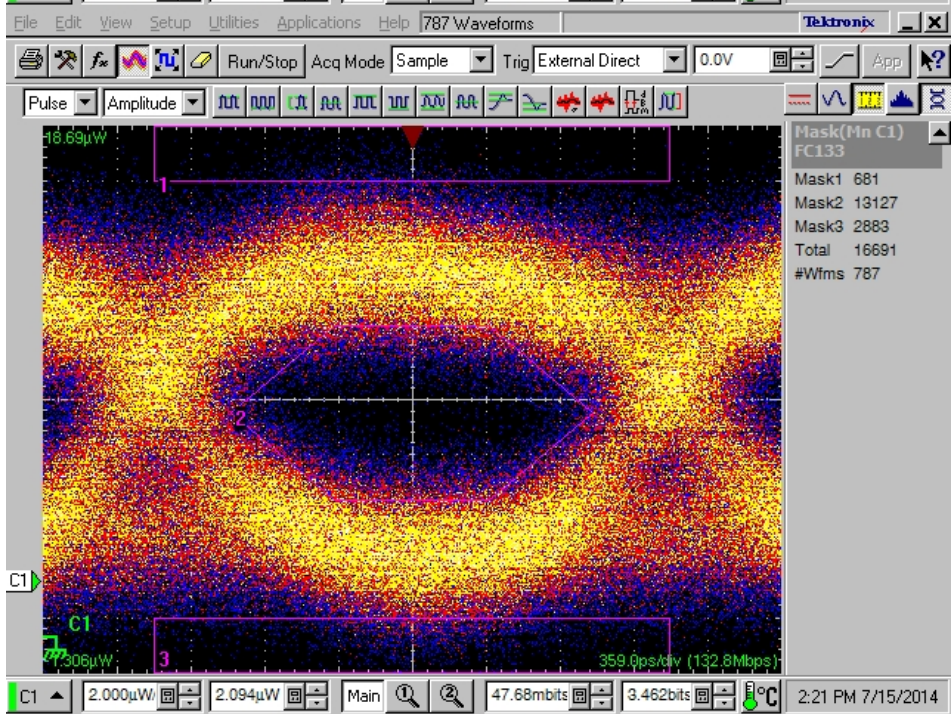 File Edit View Setup Utilities Applications Help 787 Waveforms Tektronix
Run/Stop Acq Mode Sample Trig External Direct 0.0V App
Pulse Amplitude
18.69µW
Mask(Mn C1)
FC133
1
Mask1 681
Mask2 13127
Mask3 2883
Total 16691
#Wfms 787
2
C1
C1
3
359.0ps/div (132.8Mbps)
C1 2.000µW/ 2.094µW Main 1 2 47.68mbits 3.462bits °C 2:21 PM 7/15/2014